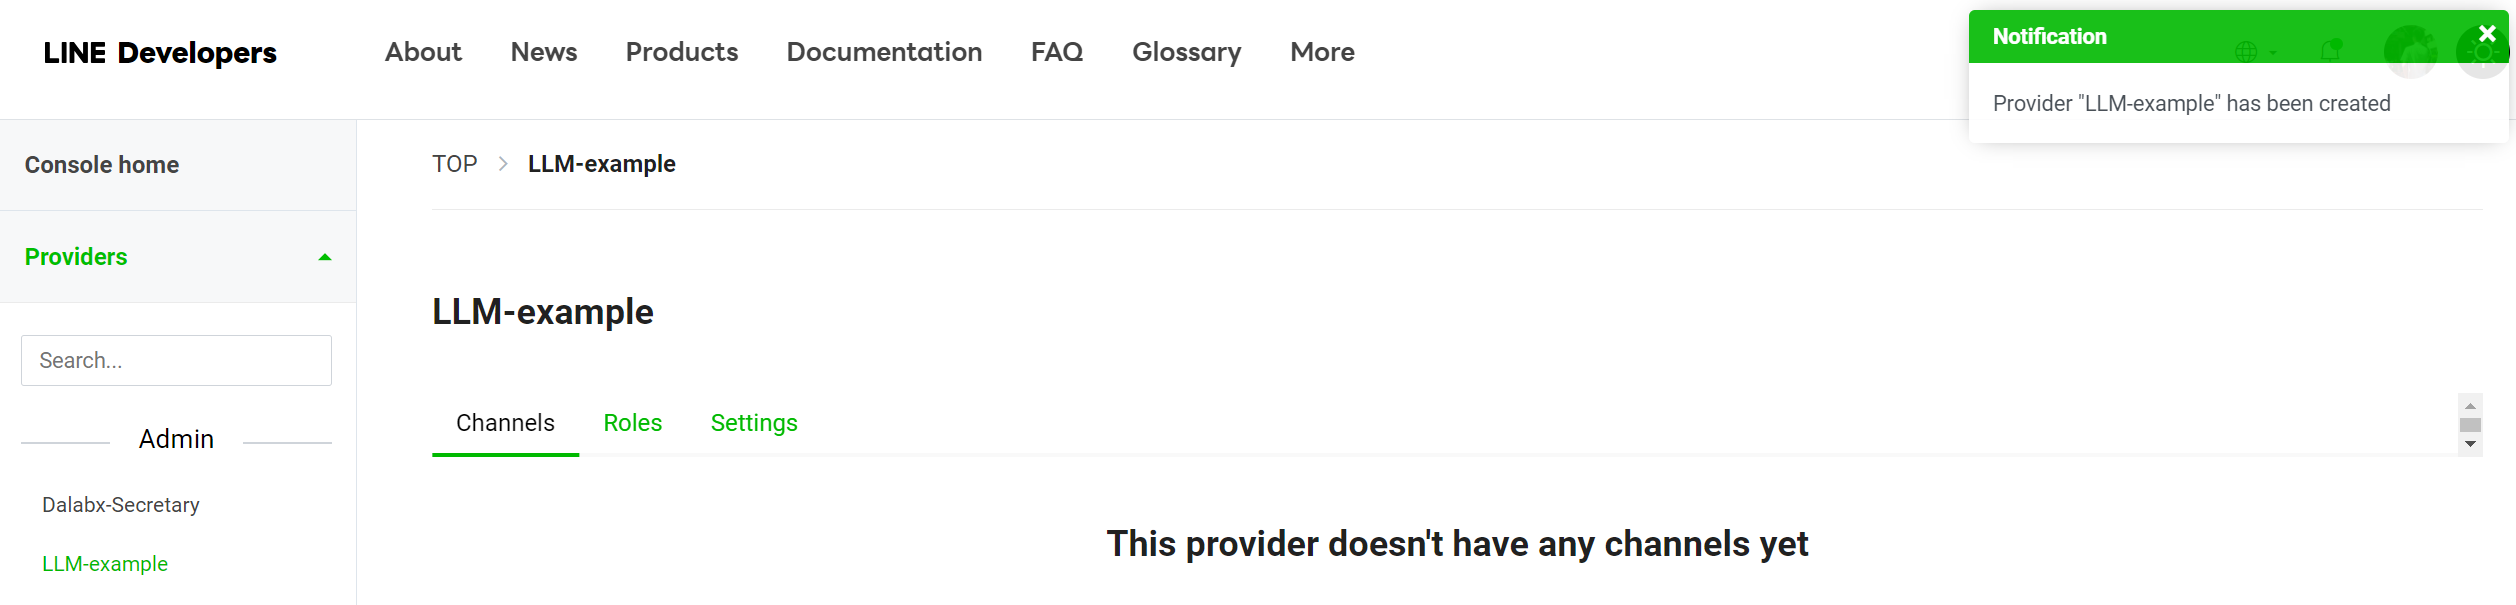 LINE Developers About News Products Documentation FAQ Glossary More
Notification
Provider "LLM-example" has been created
Console home
Providers
Search...
Admin
Dalabx-Secretary
LLM-example
TOP > LLM-example
LLM-example
Channels Roles Settings
This provider doesn't have any channels yet